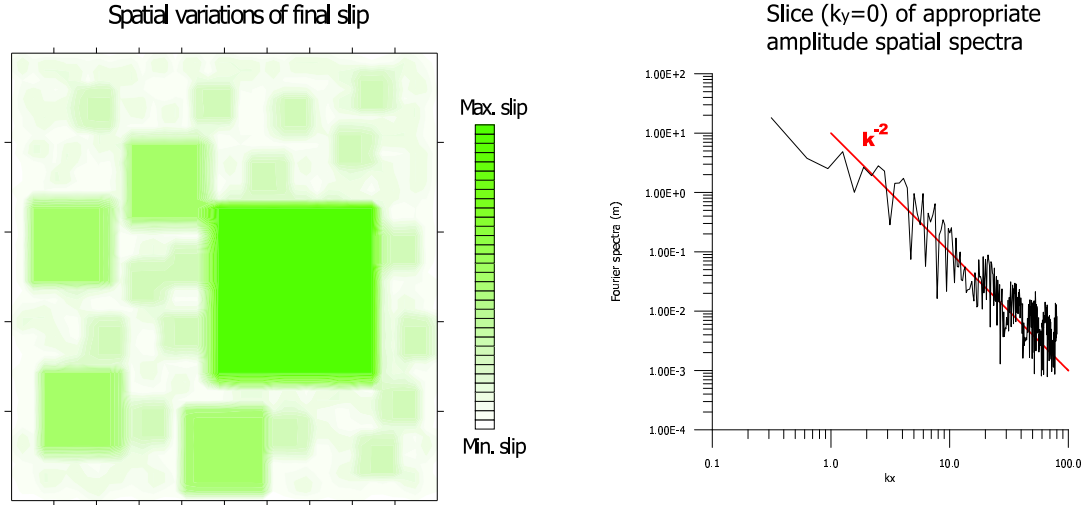 Spatial variations of final slip
Max. slip
Min. slip
Slice (ky=0) of appropriate
amplitude spatial spectra
1.00E+2
1.00E+1
1.00E+0
1.00E-1
1.00E-2
1.00E-3
1.00E-4
Fourier spectra (m)
k-2
0.1
1.0
10.0
100.0
kx